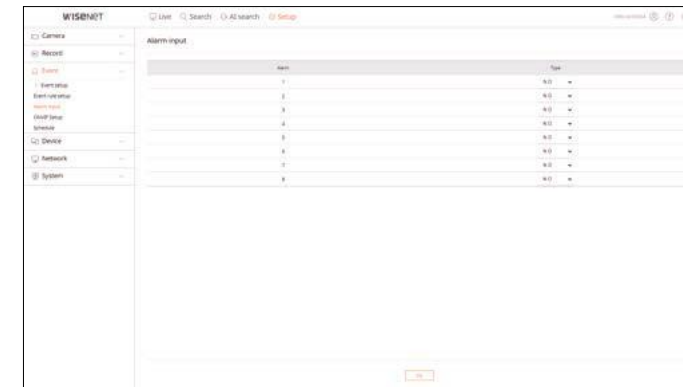 WISENET
Live Search AI search Setup
Camera
Record
Event
Event setup
Event rule setup
Alarm input
ONVIF Setup
Schedule
Device
Network
System
Alarm input
Alarm Type
1 N.O
2 N.O
3 N.O
4 N.O
5 N.O
6 N.O
7 N.O
8 N.O